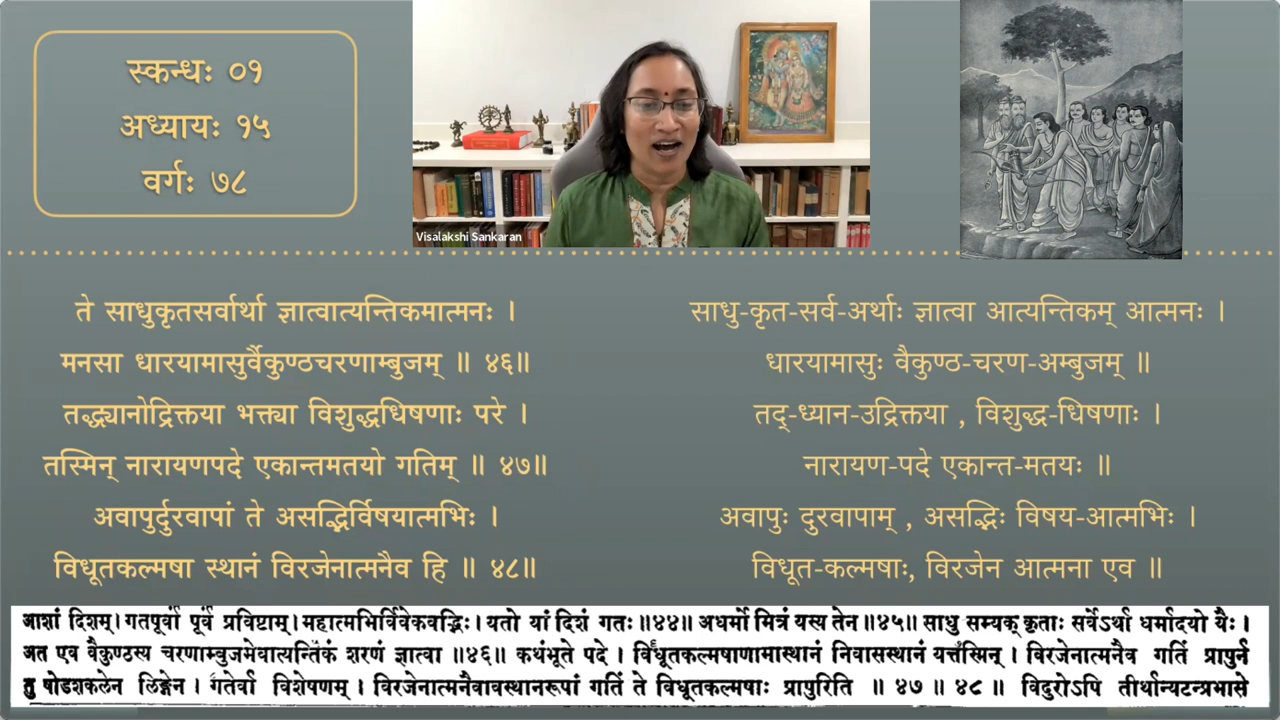 स्कन्धः ०१
अध्यायः १५
वर्गः ७८
Visalakshi Sankaran
ते साधुकृतसर्वार्था ज्ञात्वात्यन्तिकमात्मनः ।
मनसा धारयामासुर्वैकुण्ठचरणाम्बुजम् ॥ ४६॥
तद्ध्यानोद्रिक्तया भक्त्या विशुद्धधिषणाः परे ।
तस्मिन् नारायणपदे एकान्तमतयो गतिम् ॥ ४७॥
अवापुर्दुरवापां ते असद्भिर्विषयात्मभिः ।
विधूतकल्मषा स्थानं विरजेनात्मनैव हि ॥ ४८॥
साधु-कृत-सर्व-अर्थाः ज्ञात्वा आत्यन्तिकम् आत्मनः ।
धारयामासुः वैकुण्ठ-चरण-अम्बुजम् ॥
तद्-ध्यान-उद्रिक्तया , विशुद्ध-धिषणाः ।
नारायण-पदे एकान्त-मतयः ॥
अवापुः दुरवापाम् , असद्भिः विषय-आत्मभिः ।
विधूत-कल्मषाः, विरजेन आत्मना एव ॥
आशां दिशम् । गतपूर्वां पूर्वं प्रविष्टाम् । महात्मभिर्विवेकवद्भिः । यतो यां दिशं गतः ॥४४॥ अधर्मो मित्रं यस्य तेन ॥४५॥ साधु सम्यक् कृताः सर्वेऽर्था धर्मादयो यैः ।
अत एव वैकुण्ठस्य चरणाम्बुजमेवात्यन्तिकं शरणं ज्ञात्वा ॥४६॥ कथंभूते पदे । विधूतकल्मषाणामास्थानं निवासस्थानं यत्तस्मिन् । विरजेनात्मनैव गतिं प्रापुर्न
तु षोडशकलेन लिङ्गेन । गतेर्वा विशेषणम् । विरजेनात्मनैवावस्थानरूपां गतिं ते विधूतकल्मषाः प्रापुरिति ॥ ४७ ॥ ४८ ॥ विदुरोऽपि तीर्थान्यटन्प्रभासे